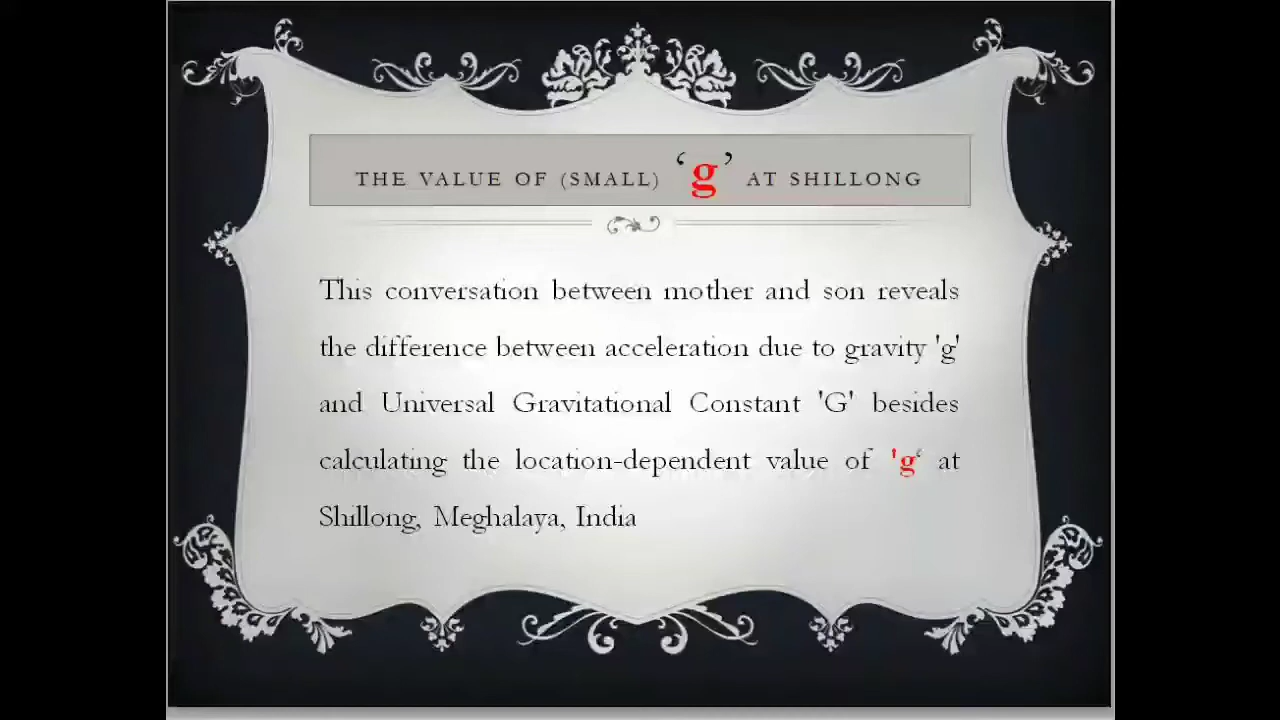 THE VALUE OF (SMALL) ‘g’ AT SHILLONG
This conversation between mother and son reveals
the difference between acceleration due to gravity 'g'
and Universal Gravitational Constant 'G' besides
calculating the location-dependent value of 'g‘ at
Shillong, Meghalaya, India